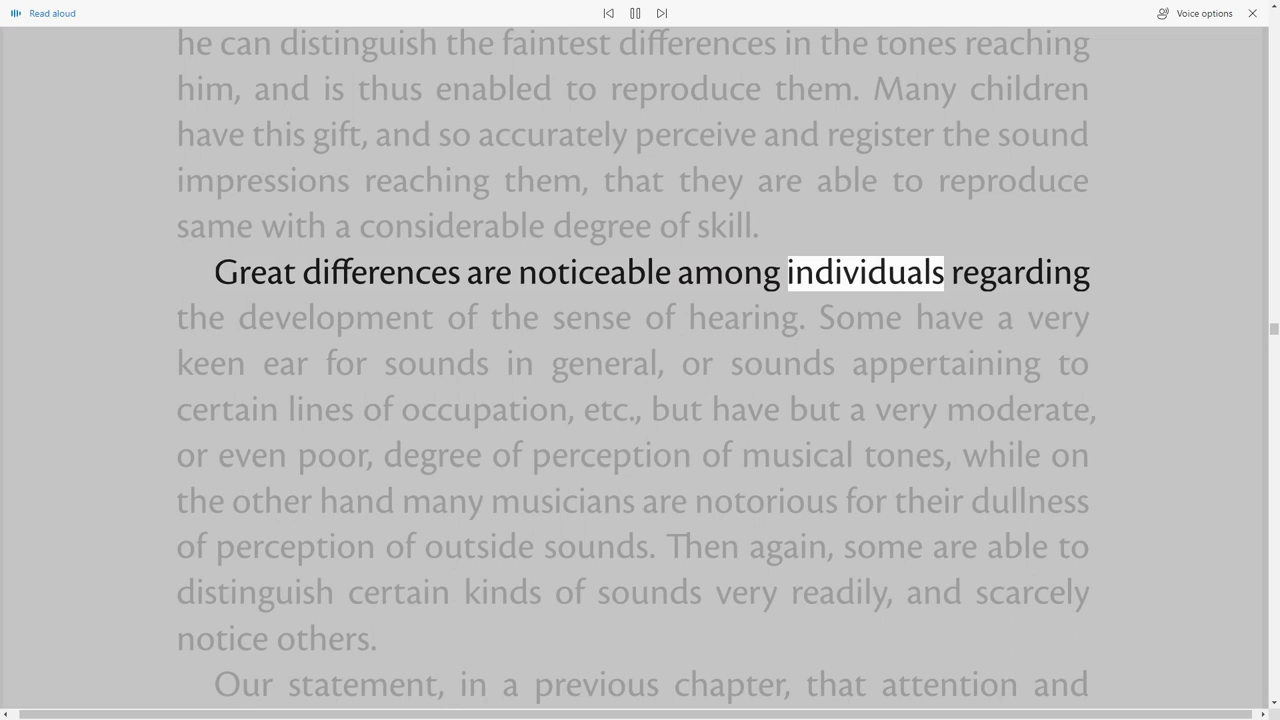 Read aloud
Voice options
he can distinguish the faintest differences in the tones reaching
him, and is thus enabled to reproduce them. Many children
have this gift, and so accurately perceive and register the sound
impressions reaching them, that they are able to reproduce
same with a considerable degree of skill.
Great differences are noticeable among individuals regarding
the development of the sense of hearing. Some have a very
keen ear for sounds in general, or sounds appertaining to
certain lines of occupation, etc., but have but a very moderate,
or even poor, degree of perception of musical tones, while on
the other hand many musicians are notorious for their dullness
of perception of outside sounds. Then again, some are able to
distinguish certain kinds of sounds very readily, and scarcely
notice others.
Our statement, in a previous chapter, that attention and